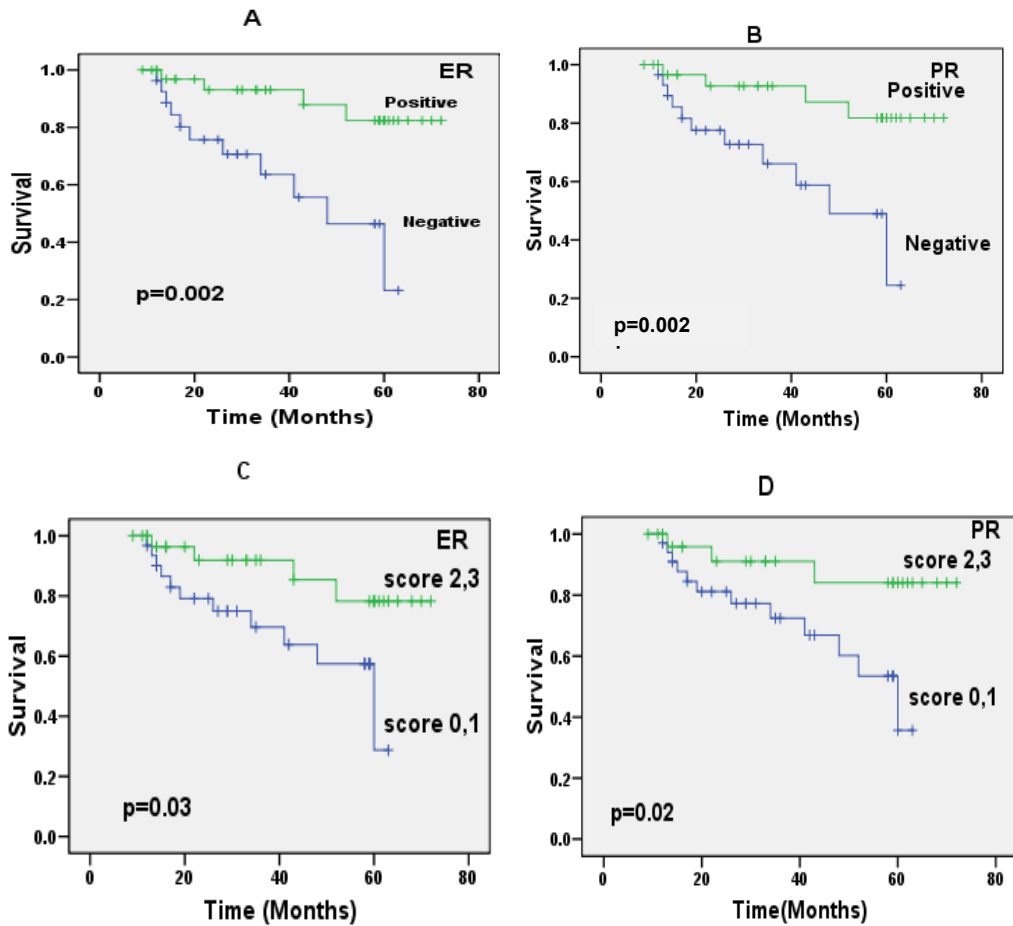 A
ER
Positive
Negative
p=0.002
Survival
1.0
0.8
0.6
0.4
0.2
0.0
0 20 40 60 80
Time (Months)
B
PR
Positive
Negative
p=0.002
Survival
1.0
0.8
0.6
0.4
0.2
0.0
0 20 40 60 80
Time (Months)
C
ER
score 2,3
score 0,1
p=0.03
Survival
1.0
0.8
0.6
0.4
0.2
0.0
0 20 40 60 80
Time (Months)
D
PR
score 2,3
score 0,1
p=0.02
Survival
1.0
0.8
0.6
0.4
0.2
0.0
0 20 40 60 80
Time(Months)